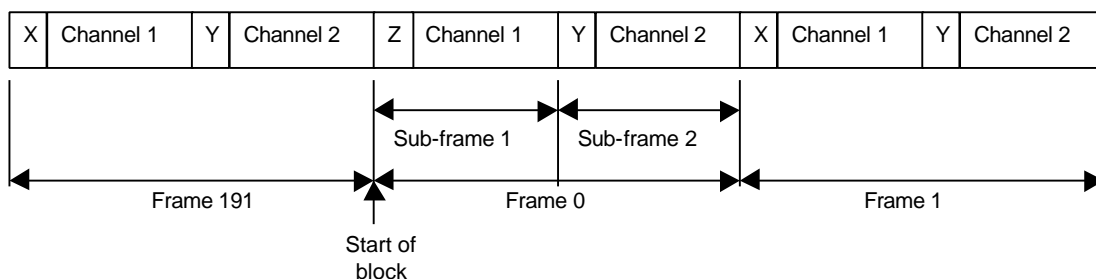 X Channel 1 Y Channel 2 Z Channel 1 Y Channel 2 X Channel 1 Y Channel 2
Sub-frame 1 Sub-frame 2
Frame 191 Frame 0 Frame 1
Start of
block